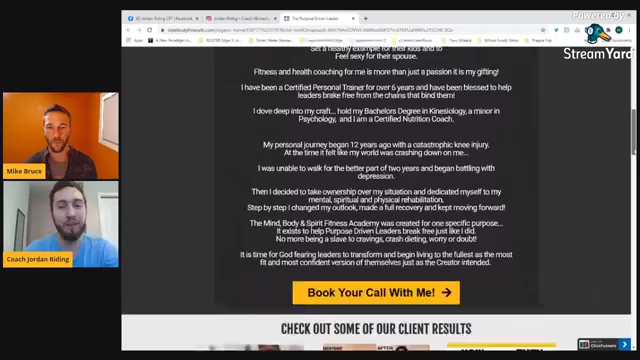 (4) Jordan Riding CPT | Facebook
Jordan Riding - Coach
The Purpose Driven Leader
Powered by
StreamYard
Set a healthy example for their kids and to
Feel sexy for their spouse.
Fitness and health coaching for me is more than just a passion it is my gifting!
I have been a Certified Personal Trainer for over 6 years and have been blessed to help
leaders brake free from the chains that bind them!
I dove deep into my craft... hold my Bachelors Degree in Kinesiology, a minor in
Psychology, and I am a Certified Nutrition Coach.
My personal journey began 12 years ago with a catastrophic knee injury.
At the time it felt like my world was crashing down on me...
I was unable to walk for the better part of two years and began battling with
depression.
Then I decided to take ownership over my situation and dedicated myself to my
mental, spiritual and physical rehabilitation.
Step by step I changed my outlook, made a full recovery and kept moving forward!
The Mind, Body & Spirit Fitness Academy was created for one specific purpose...
It exists to help Purpose Driven Leaders break free just like I did.
No more being a slave to cravings, crash dieting, worry or doubt!
It is time for God fearing leaders to transform and begin living to the fullest as the most
fit and most confident version of themselves just as the Creator intended.
Book Your Call With Me! →
CHECK OUT SOME OF OUR CLIENT RESULTS
Mike Bruce
Coach Jordan Riding
ClickFunnels
AFTER